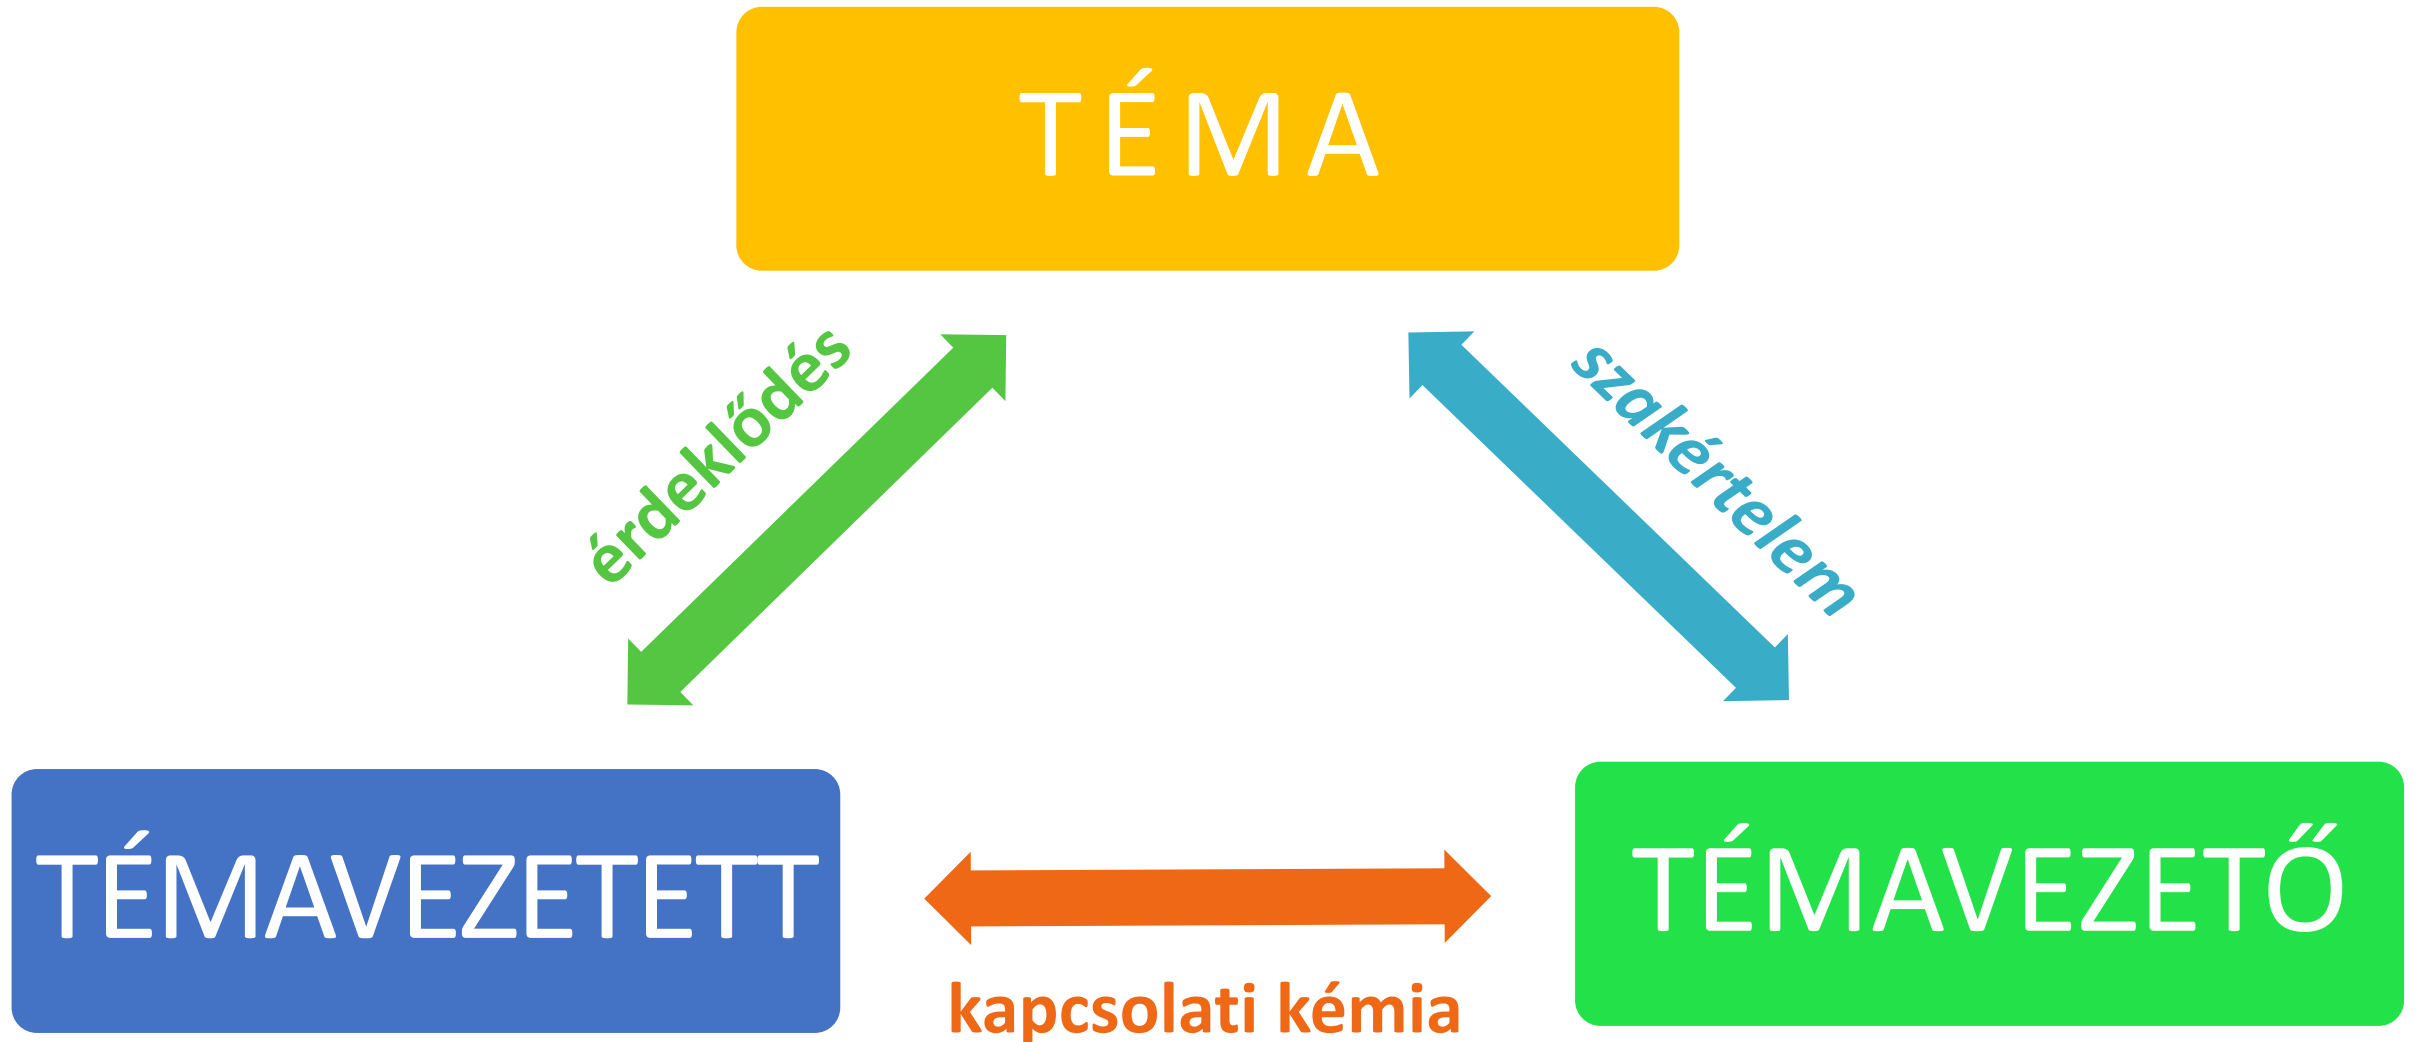 TÉMA
érdeklődés
szakértelem
TÉMAVEZETETT
TÉMAVEZETŐ
kapcsolati kémia